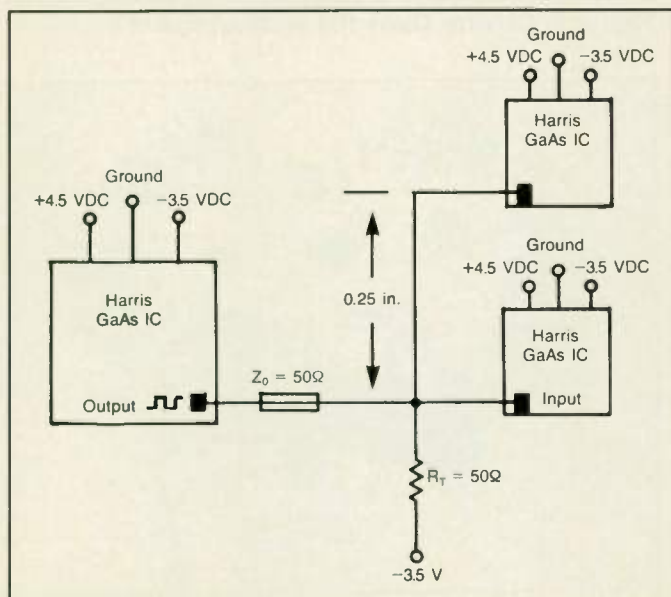 Ground
+4.5 VDC
−3.5 VDC
Harris
GaAs IC
Output
Z₀ = 50Ω
0.25 in.
Ground
+4.5 VDC
−3.5 VDC
Harris
GaAs IC
Ground
+4.5 VDC
−3.5 VDC
Harris
GaAs IC
Input
R_T = 50Ω
−3.5 V